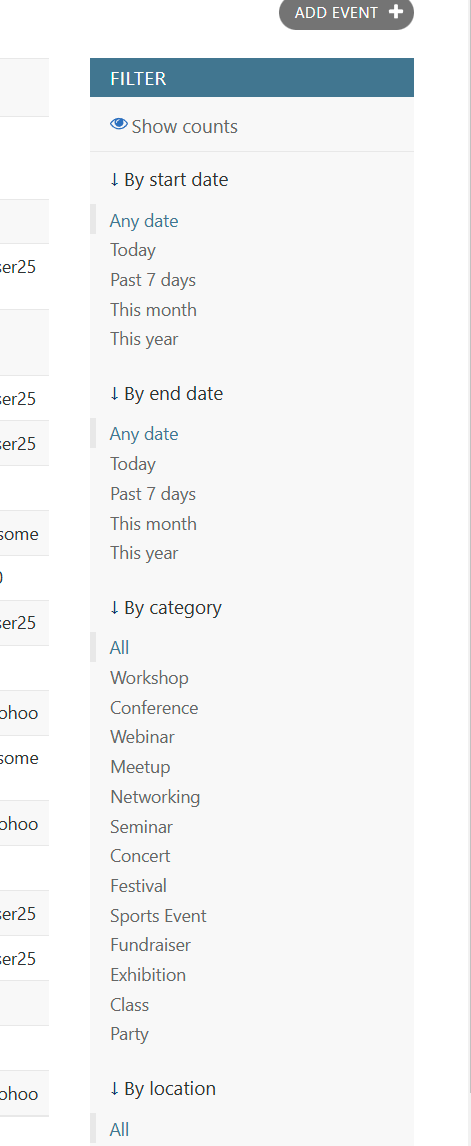 ADD EVENT +
FILTER
Show counts
↓ By start date
Any date
Today
ser25
Past 7 days
This month
This year
↓ By end date
ser25
Any date
ser25
Today
Past 7 days
This month
some
This year
0
↓ By category
ser25
All
Workshop
Conference
ohoo
Webinar
some
Meetup
Networking
Seminar
ohoo
Concert
Festival
Sports Event
ser25
Fundraiser
ser25
Exhibition
Class
Party
↓ By location
ohoo
All